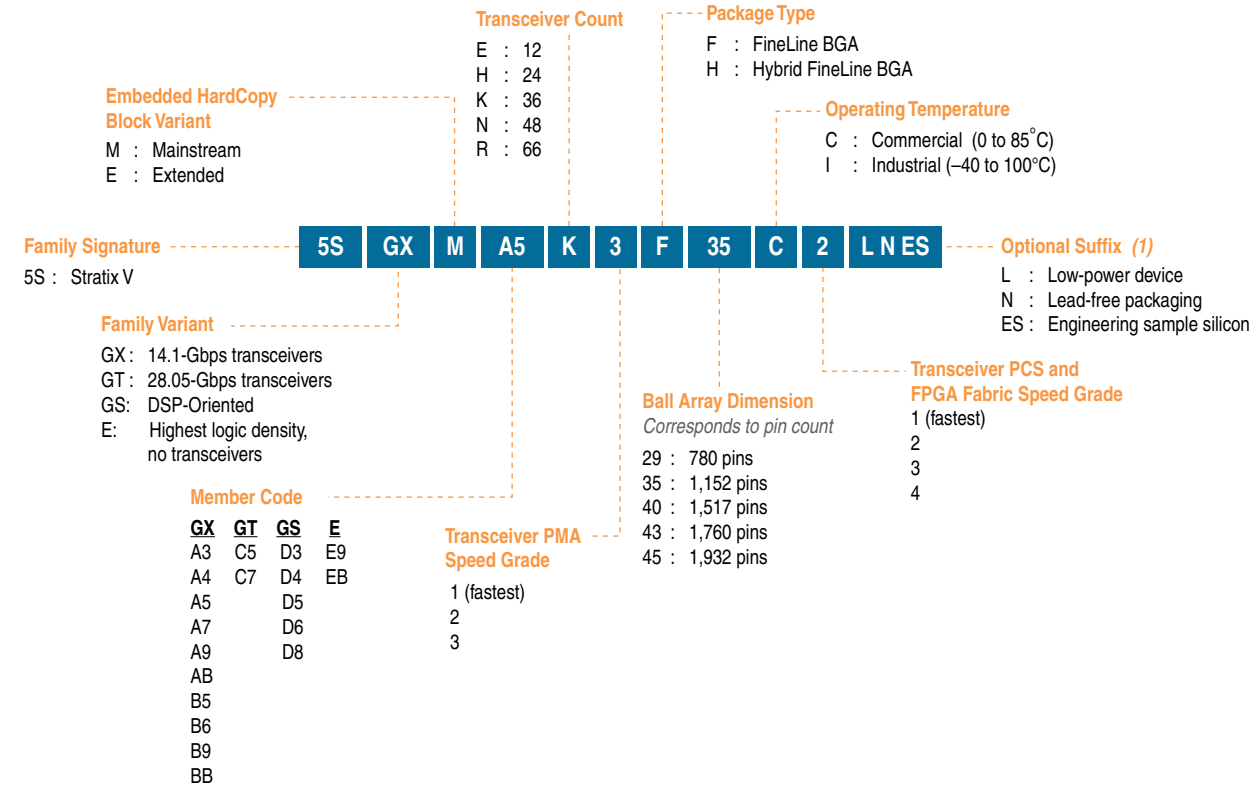 Transceiver Count
E : 12
H : 24
K : 36
N : 48
R : 66
Package Type
F : FineLine BGA
H : Hybrid FineLine BGA
Embedded HardCopy
Block Variant
M : Mainstream
E : Extended
Operating Temperature
C : Commercial (0 to 85°C)
I : Industrial (–40 to 100°C)
Family Signature
5S : Stratix V
5S GX M A5 K 3 F 35 C 2 L N ES
Optional Suffix (1)
L : Low-power device
N : Lead-free packaging
ES : Engineering sample silicon
Family Variant
GX : 14.1-Gbps transceivers
GT : 28.05-Gbps transceivers
GS: DSP-Oriented
E: Highest logic density,
no transceivers
Member Code
GX GT GS E
A3 C5 D3 E9
A4 C7 D4 EB
A5 D5
A7 D6
A9 D8
AB
B5
B6
B9
BB
Transceiver PMA
Speed Grade
1 (fastest)
2
3
Ball Array Dimension
Corresponds to pin count
29 : 780 pins
35 : 1,152 pins
40 : 1,517 pins
43 : 1,760 pins
45 : 1,932 pins
Transceiver PCS and
FPGA Fabric Speed Grade
1 (fastest)
2
3
4